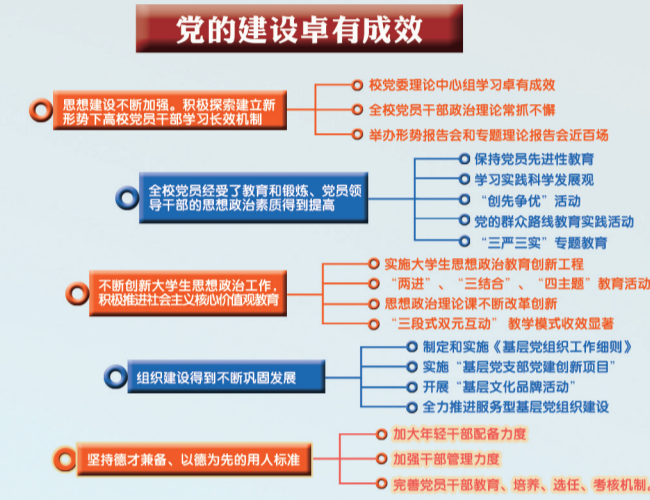 党的建设卓有成效
思想建设不断加强。积极探索建立新
形势下高校党员干部学习长效机制
校党委理论中心组学习卓有成效
全校党员干部政治理论常抓不懈
举办形势报告会和专题理论报告会近百场
全校党员经受了教育和锻炼、党员领
导干部的思想政治素质得到提高
保持党员先进性教育
学习实践科学发展观
“创先争优”活动
党的群众路线教育实践活动
“三严三实”专题教育
不断创新大学生思想政治工作，
积极推进社会主义核心价值观教育
实施大学生思想政治教育创新工程
“两进”、“三结合”、“四主题”教育活动
思想政治理论课不断改革创新
“三段式双元互动”教学模式收效显著
组织建设得到不断巩固发展
制定和实施《基层党组织工作细则》
实施“基层党支部党建创新项目”
开展“基层文化品牌活动”
全力推进服务型基层党组织建设
坚持德才兼备、以德为先的用人标准
加大年轻干部配备力度
加强干部管理力度
完善党员干部教育、培养、选任、考核机制。